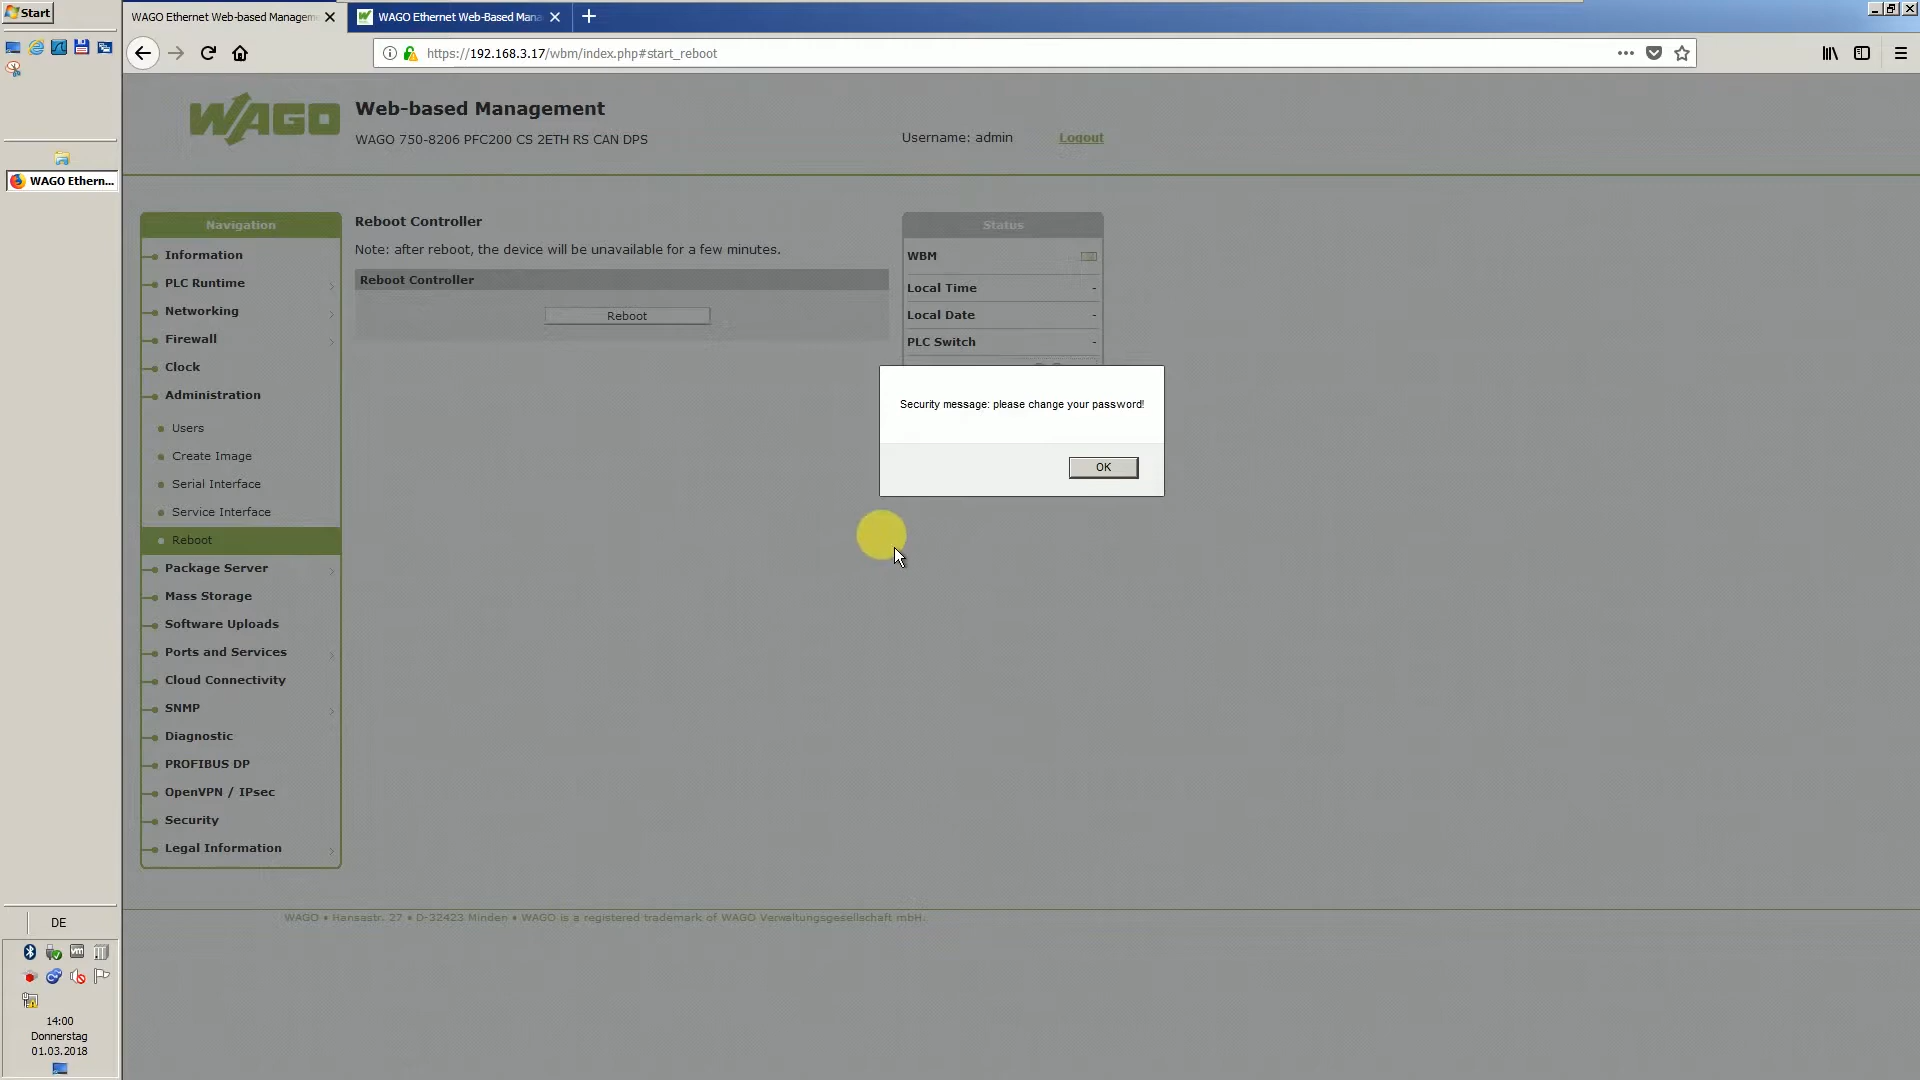 Start
WAGO Ethernet Web-based Manageme
WAGO Ethernet Web-Based Mana
https://192.168.3.17/wbm/index.php#start_reboot
WAGO Ethern...
WAGO
Web-based Management
WAGO 750-8206 PFC200 CS 2ETH RS CAN DPS
Username: admin
Logout
Navigation
Information
PLC Runtime
Networking
Firewall
Clock
Administration
Users
Create Image
Serial Interface
Service Interface
Reboot
Package Server
Mass Storage
Software Uploads
Ports and Services
Cloud Connectivity
SNMP
Diagnostic
PROFIBUS DP
OpenVPN / IPsec
Security
Legal Information
Reboot Controller
Note: after reboot, the device will be unavailable for a few minutes.
Reboot Controller
Reboot
Status
WBM
Local Time -
Local Date -
PLC Switch -
Security message: please change your password!
OK
WAGO • Hansastr. 27 • D-32423 Minden • WAGO is a registered trademark of WAGO Verwaltungsgesellschaft mbH.
DE
14:00
Donnerstag
01.03.2018